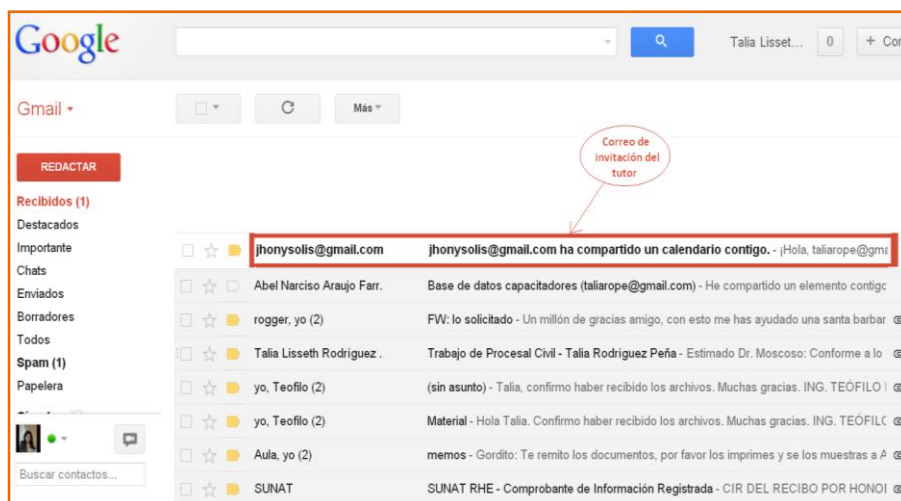 Google
Talia Lisset... 0 + Cor
Gmail
Más
Correo de
invitación del
tutor
REDACTAR
Recibidos (1)
Destacados
Importante
Chats
Enviados
Borradores
Todos
Spam (1)
Papelera
Buscar contactos...
jhonysolis@gmail.com jhonysolis@gmail.com ha compartido un calendario contigo. - ¡Hola, taliarope@gma
Abel Narciso Araujo Farr. Base de datos capacitadores (taliarope@gmail.com) - He compartido un elemento contigo
rogger, yo (2) FW: lo solicitado - Un millón de gracias amigo, con esto me has ayudado una santa barbar
Talia Lisseth Rodriguez . Trabajo de Procesal Civil - Talia Rodriguez Peña - Estimado Dr. Moscoso: Conforme a lo
yo, Teofilo (2) (sin asunto) - Talia, confirmo haber recibido los archivos. Muchas gracias. ING. TEÓFILO
yo, Teofilo (2) Material - Hola Talia. Confirmo haber recibido los archivos. Muchas gracias. ING. TEÓFILO
Aula, yo (2) memos - Gordito: Te remito los documentos, por favor los imprimes y se los muestras a A
SUNAT SUNAT RHE - Comprobante de Información Registrada - CIR DEL RECIBO POR HONOI